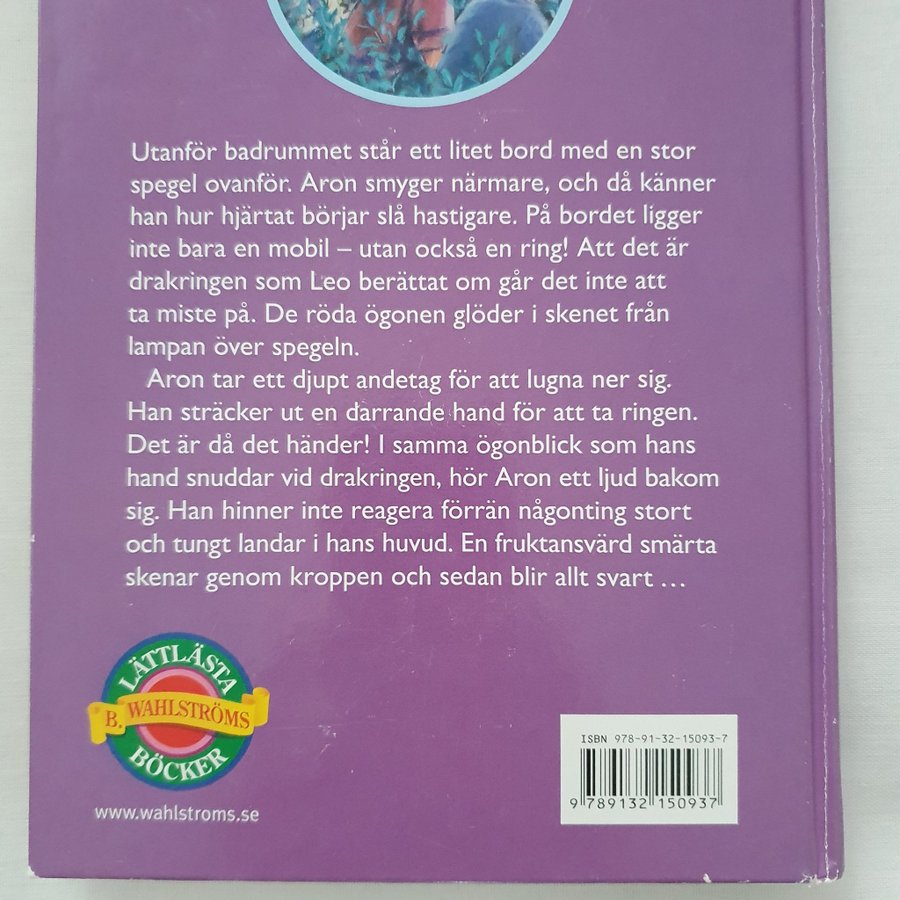 Utanför badrummet står ett litet bord med en stor
spegel ovanför. Aron smyger närmare, och då känner
han hur hjärtat börjar slå hastigare. På bordet ligger
inte bara en mobil – utan också en ring! Att det är
drakringen som Leo berättat om går det inte att
ta miste på. De röda ögonen glöder i skenet från
lampan över spegeln.
Aron tar ett djupt andetag för att lugna ner sig.
Han sträcker ut en darrande hand för att ta ringen.
Det är då det händer! I samma ögonblick som hans
hand snuddar vid drakringen, hör Aron ett ljud bakom
sig. Han hinner inte reagera förrän någonting stort
och tungt landar i hans huvud. En fruktansvärd smärta
skenar genom kroppen och sedan blir allt svart …
LÄTTLÄSTA
B. WAHLSTRÖMS
BÖCKER
www.wahlstroms.se
ISBN 978-91-32-15093-7
9 789132 150937